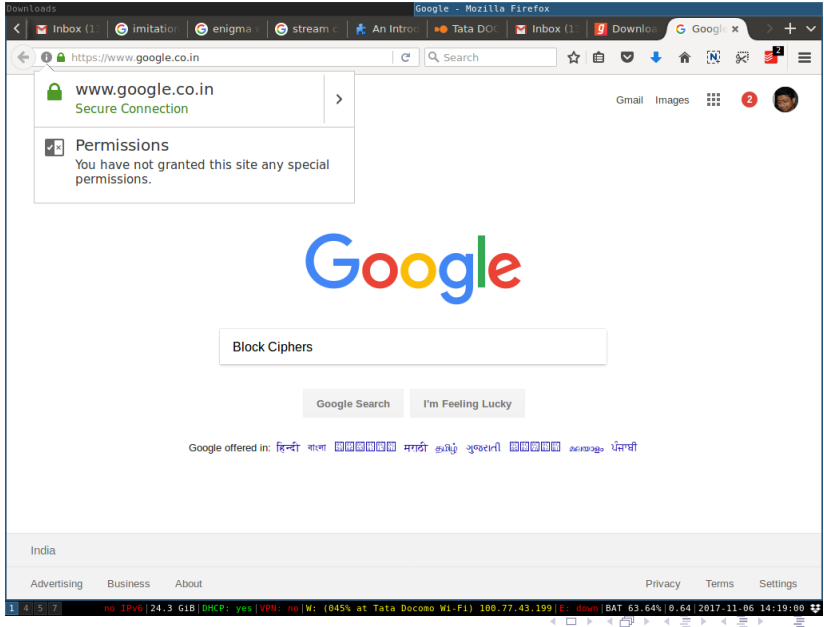 Downloads
Google - Mozilla Firefox
Inbox (1
imitation
enigma
stream c
An Introd
Tata DOC
Inbox (1
Downloa
Google
https://www.google.co.in
Search
2
www.google.co.in
Secure Connection
Permissions
You have not granted this site any special
permissions.
Gmail Images 2
Google
Block Ciphers
Google Search I'm Feeling Lucky
Google offered in: हिन्दी বাংলা मराठी தமிழ் ગુજરાતી മലയാളം ਪੰਜਾਬੀ
India
Advertising Business About Privacy Terms Settings
1 4 5 7 no IPv6|24.3 GiB|DHCP: yes|VPN: no|W: (045% at Tata Docomo Wi-Fi) 100.77.43.199|E: down|BAT 63.64%|0.64|2017-11-06 14:19:00